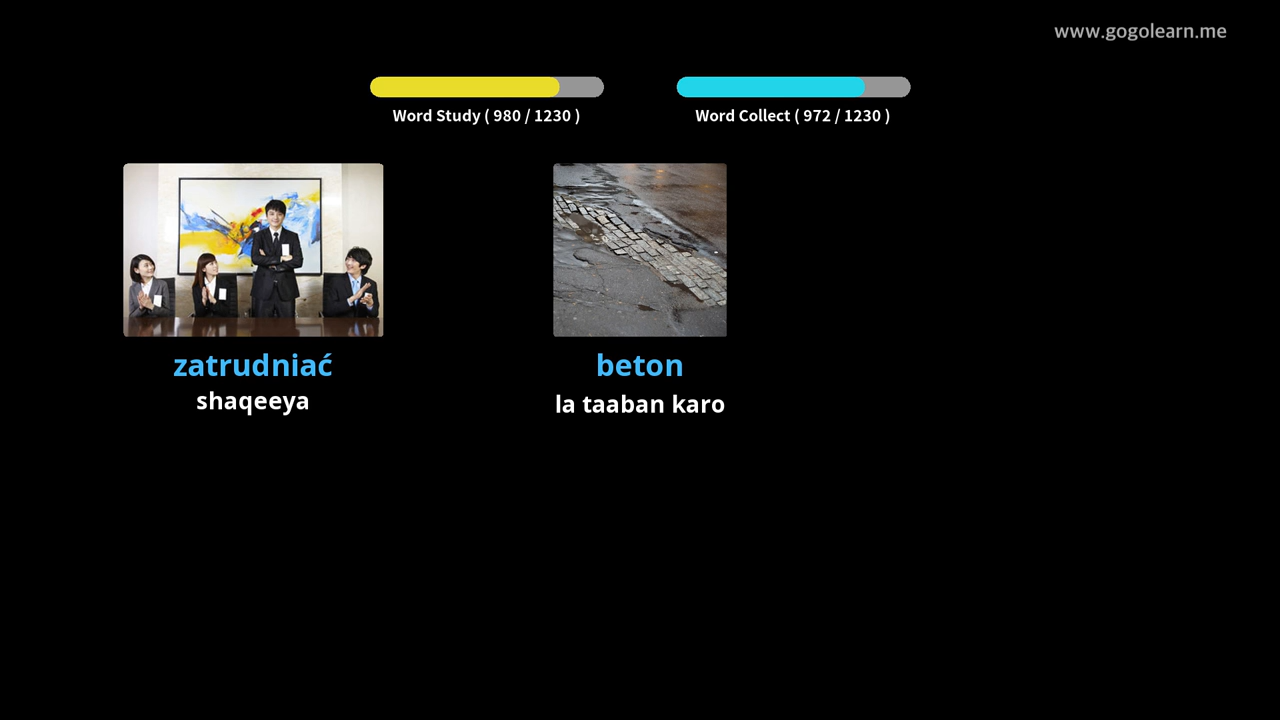 www.gogolearn.me
Word Study ( 980 / 1230 )
Word Collect ( 972 / 1230 )
zatrudniać
shaqeeya
beton
la taaban karo